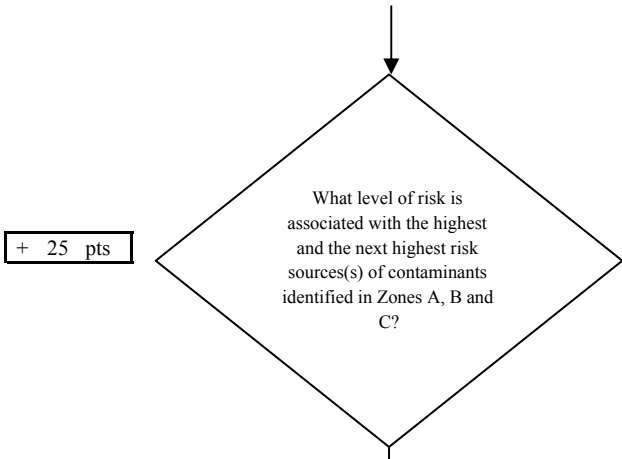 What level of risk is
associated with the highest
and the next highest risk
sources(s) of contaminants
identified in Zones A, B and
C?
+ 25 pts